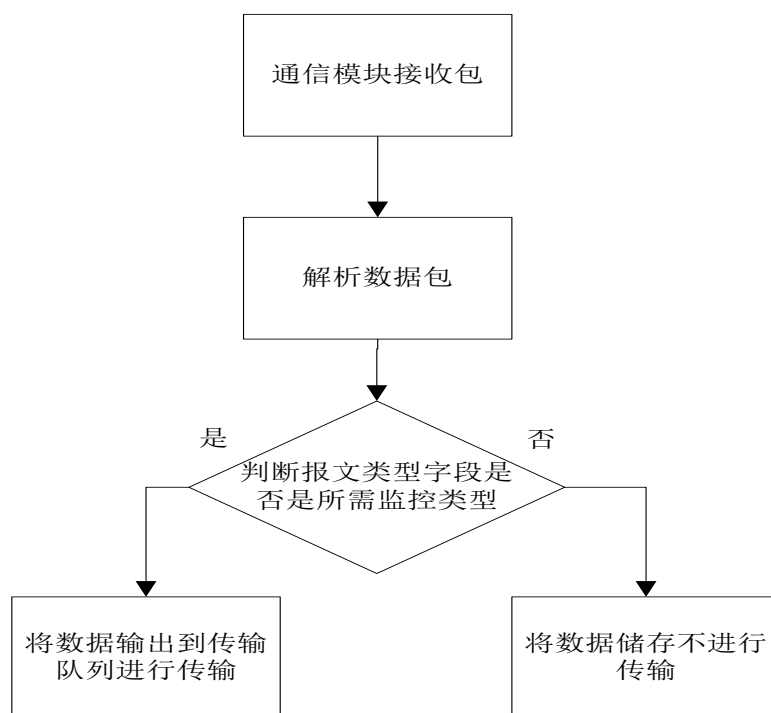 通信模块接收包
解析数据包
是
否
判断报文类型字段是
否是所需监控类型
将数据输出到传输
队列进行传输
将数据储存不进行
传输